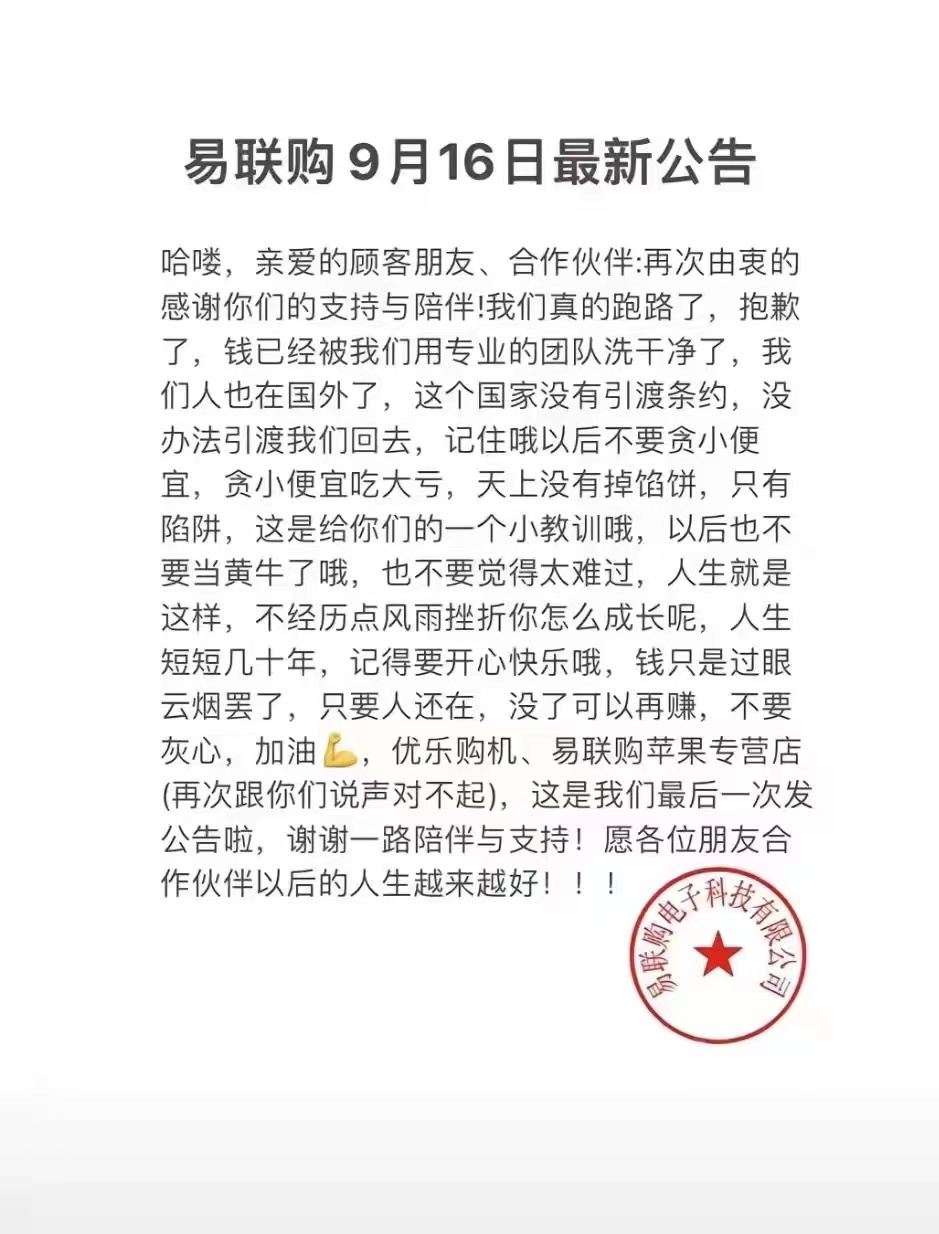 易联购9月16日最新公告
哈喽，亲爱的顾客朋友、合作伙伴:再次由衷的
感谢你们的支持与陪伴!我们真的跑路了，抱歉
了，钱已经被我们用专业的团队洗干净了，我
们人也在国外了，这个国家没有引渡条约，没
办法引渡我们回去，记住哦以后不要贪小便
宜，贪小便宜吃大亏，天上没有掉馅饼，只有
陷阱，这是给你们的一个小教训哦，以后也不
要当黄牛了哦，也不要觉得太难过，人生就是
这样，不经历点风雨挫折你怎么成长呢，人生
短短几十年，记得要开心快乐哦，钱只是过眼
云烟罢了，只要人还在，没了可以再赚，不要
灰心，加油💪，优乐购机、易联购苹果专营店
(再次跟你们说声对不起)，这是我们最后一次发
公告啦，谢谢一路陪伴与支持！愿各位朋友合
作伙伴以后的人生越来越好！！！
易联购电子科技有限公司